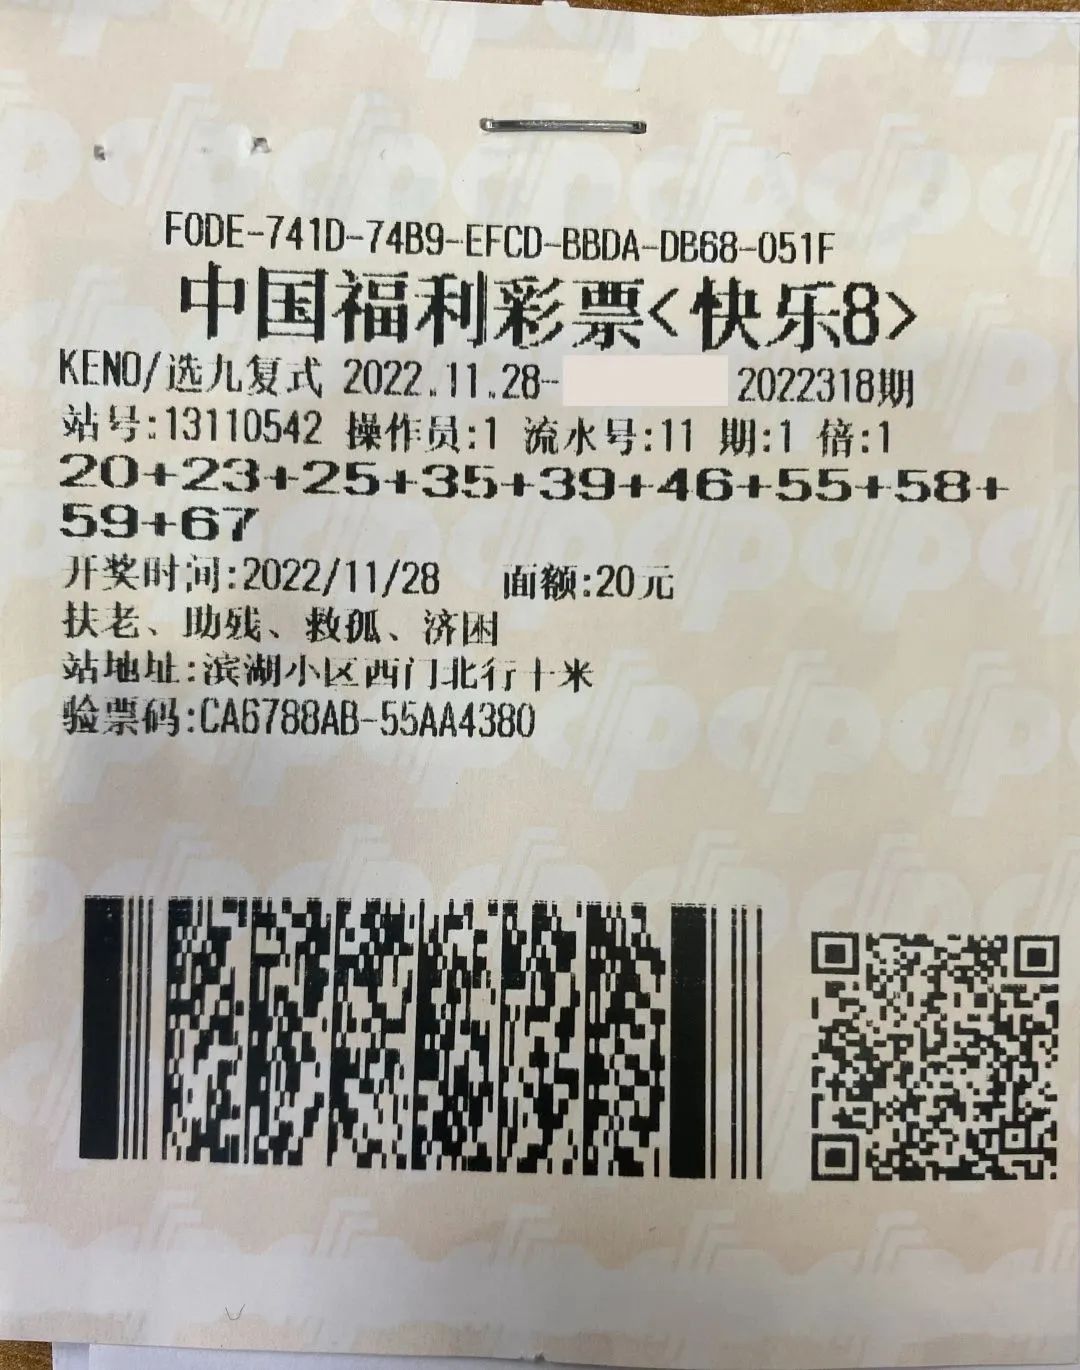 F0DE-741D-74B9-EFCD-BBDA-DB68-051F
中国福利彩票<快乐8>
KENO/选九复式 2022.11.28- 2022318期
站号:13110542 操作员:1 流水号:11 期:1 倍:1
20+23+25+35+39+46+55+58+
59+67
开奖时间:2022/11/28 面额:20元
扶老、助残、救孤、济困
站地址:滨湖小区西门北行十米
验票码:CA6788AB-55AA4380